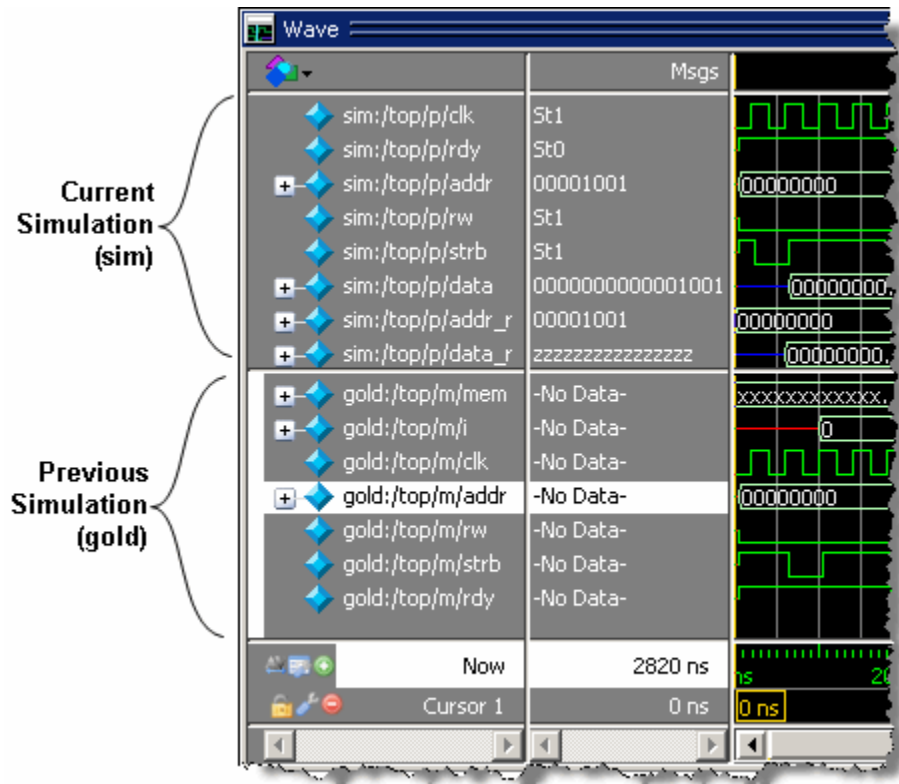 Wave
Msgs
Current
Simulation
(sim)
sim:/top/p/clk St1
sim:/top/p/rdy St0
sim:/top/p/addr 00001001 00000000
sim:/top/p/rw St1
sim:/top/p/strb St1
sim:/top/p/data 0000000000001001 00000000
sim:/top/p/addr_r 00001001 00000000
sim:/top/p/data_r zzzzzzzzzzzzzzzz 00000000
Previous
Simulation
(gold)
gold:/top/m/mem -No Data- xxxxxxxxxxxxx
gold:/top/m/i -No Data- 0
gold:/top/m/clk -No Data-
gold:/top/m/addr -No Data- 00000000
gold:/top/m/rw -No Data-
gold:/top/m/strb -No Data-
gold:/top/m/rdy -No Data-
Now 2820 ns ns
Cursor 1 0 ns 0 ns